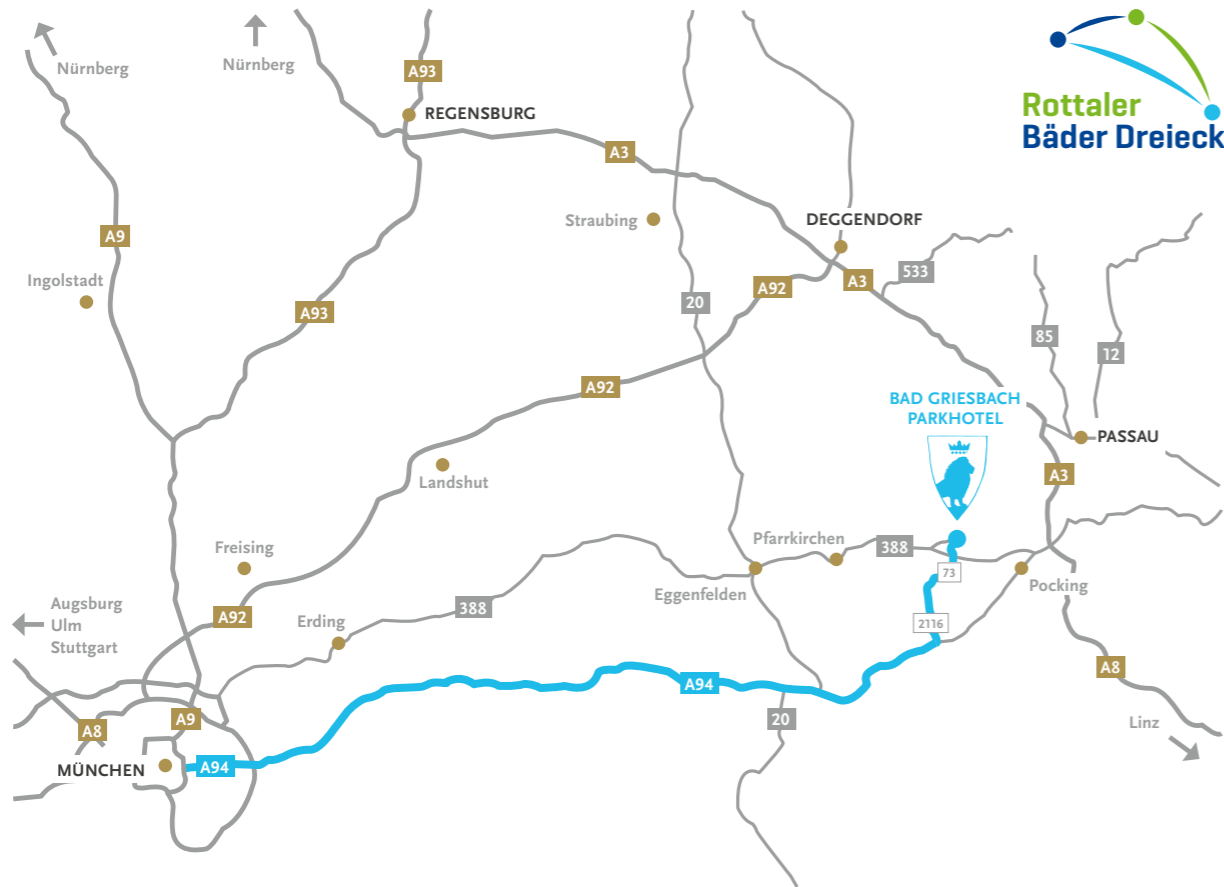 Nürnberg
Nürnberg
A93
REGENSBURG
Rottaler
Bäder Dreieck
A3
Straubing
DEGGENDORF
A9
533
Ingolstadt
A3
A92
20
A93
85
12
A92
BAD GRIESBACH
PARKHOTEL
PASSAU
Landshut
A3
Freising
Pfarrkirchen
388
73
Eggenfelden
Pocking
Augsburg
Ulm
Stuttgart
A92
Erding
388
2116
A94
A8
A9
A8
20
Linz
MÜNCHEN
A94